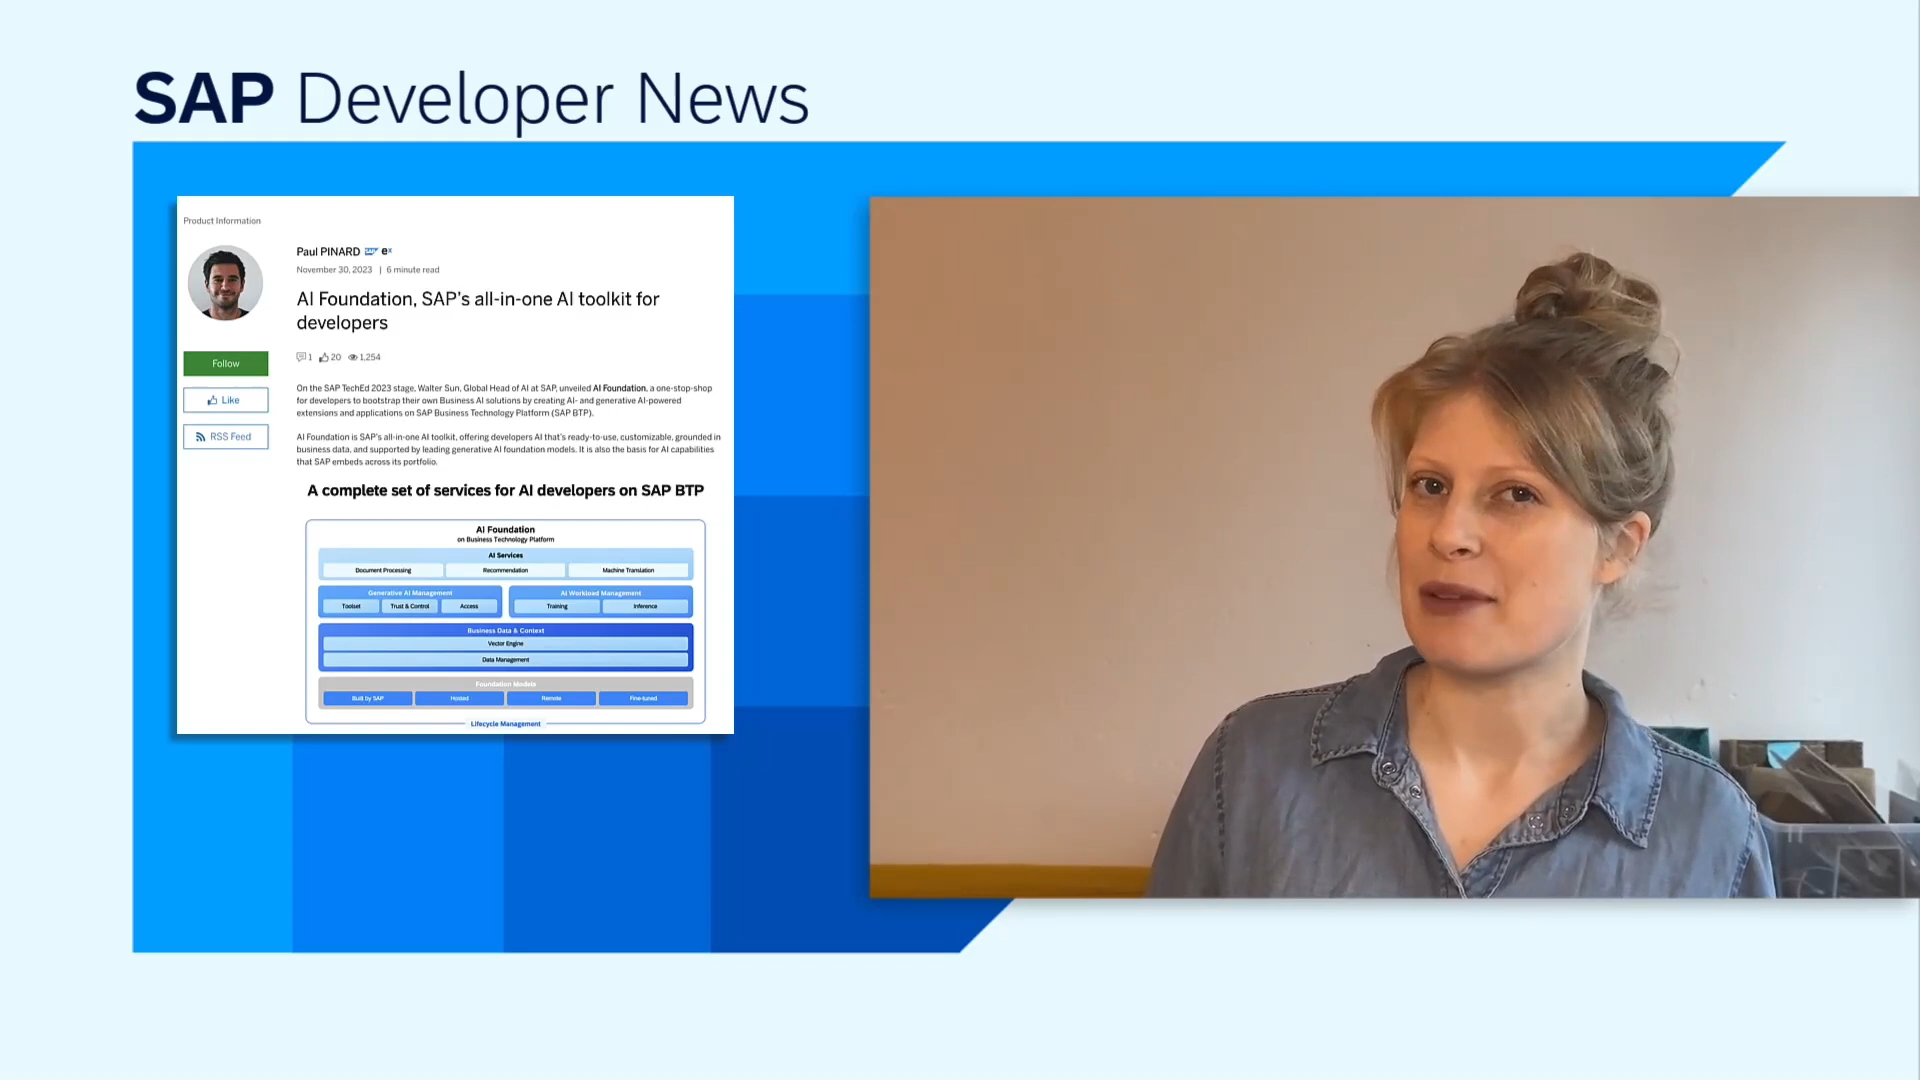 SAP Developer News
Product Information
Paul PINARD SAP
November 30, 2023 | 6 minute read
AI Foundation, SAP's all-in-one AI toolkit for
developers
1 20 1,254
Follow
Like
RSS Feed
On the SAP TechEd 2023 stage, Walter Sun, Global Head of AI at SAP, unveiled AI Foundation, a one-stop-shop
for developers to bootstrap their own Business AI solutions by creating AI- and generative AI-powered
extensions and applications on SAP Business Technology Platform (SAP BTP).
AI Foundation is SAP's all-in-one AI toolkit, offering developers AI that's ready-to-use, customizable, grounded in
business data, and supported by leading generative AI foundation models. It is also the basis for AI capabilities
that SAP embeds across its portfolio.
A complete set of services for AI developers on SAP BTP
AI Foundation
on Business Technology Platform
AI Services
Document Processing Recommendation Machine Translation
Generative AI Management AI Workload Management
Toolset Trust & Control Access Training Inference
Business Data & Context
Vector Engine
Data Management
Foundation Models
Built by SAP Hosted Remote Fine-tuned
Lifecycle Management